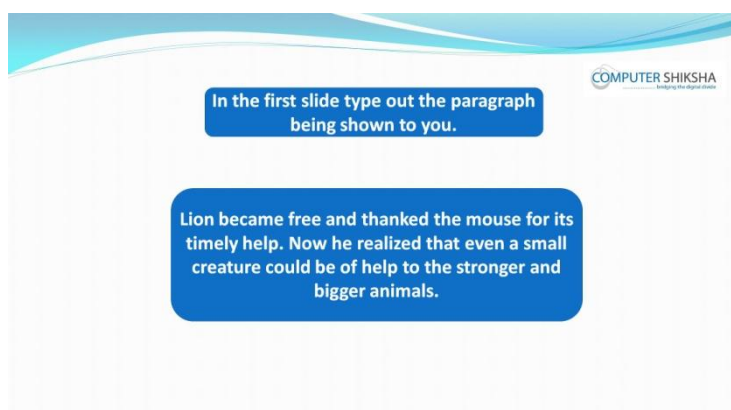 COMPUTER SHIKSHA
bridging the digital divide
In the first slide type out the paragraph
being shown to you.
Lion became free and thanked the mouse for its
timely help. Now he realized that even a small
creature could be of help to the stronger and
bigger animals.